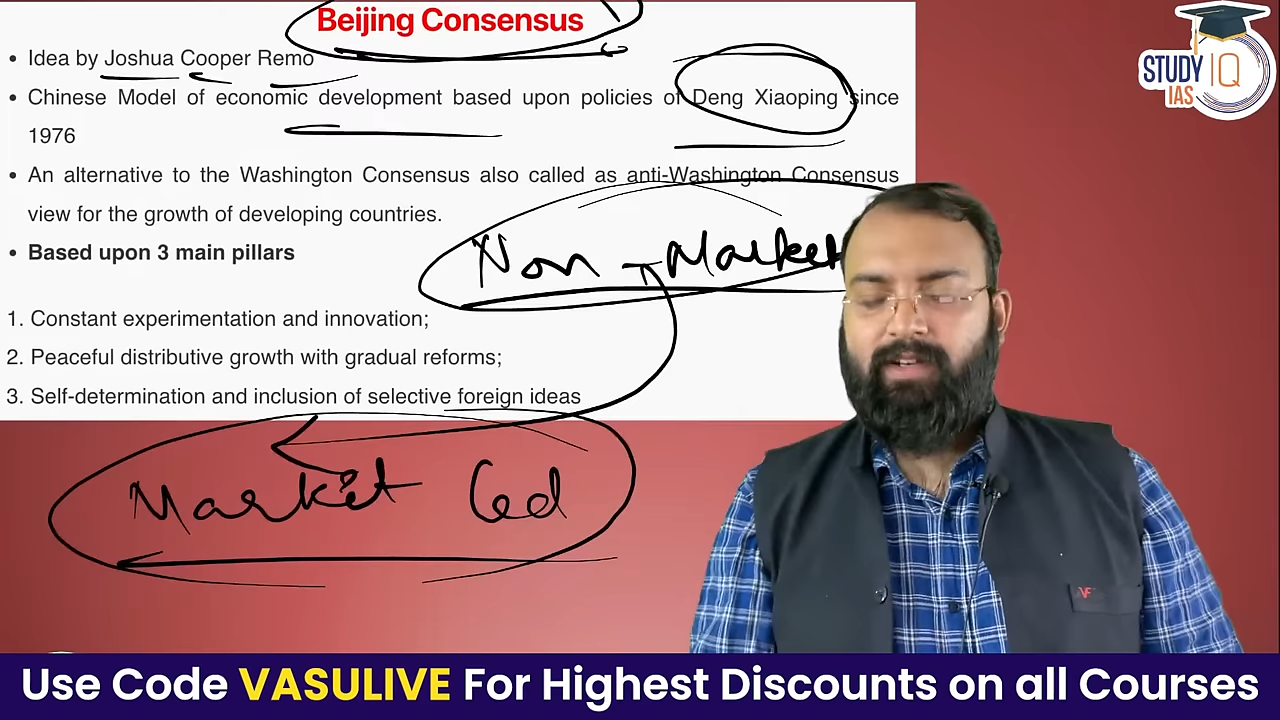 Beijing Consensus
• Idea by Joshua Cooper Remo
• Chinese Model of economic development based upon policies of Deng Xiaoping since
1976
• An alternative to the Washington Consensus also called as anti-Washington Consensus
view for the growth of developing countries.
• Based upon 3 main pillars
Non - Market
1. Constant experimentation and innovation;
2. Peaceful distributive growth with gradual reforms;
3. Self-determination and inclusion of selective foreign ideas
Market led
STUDY IQ
IAS
VF
Use Code VASULIVE For Highest Discounts on all Courses